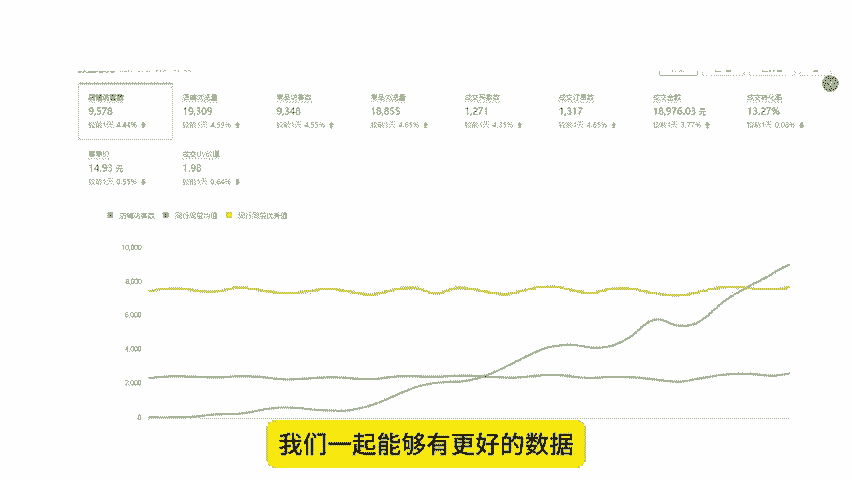 店铺访客数 店铺浏览量 商品访客数 商品浏览量 成交买家数 成交订单数 成交金额 成交转化率
9,578 19,309 9,348 18,855 1,271 1,317 18,976.03 元 13.27%
较前1天 4.44% 较前1天 4.59% 较前1天 4.55% 较前1天 4.65% 较前1天 4.35% 较前1天 4.65% 较前1天 3.77% 较前1天 0.08%
客单价 成交UV价值
14.93 元 1.98
较前1天 0.55% 较前1天 0.64%
店铺访客数 同行同层均值 同行同层优秀值
10,000
8,000
6,000
4,000
2,000
0
我们一起能够有更好的数据